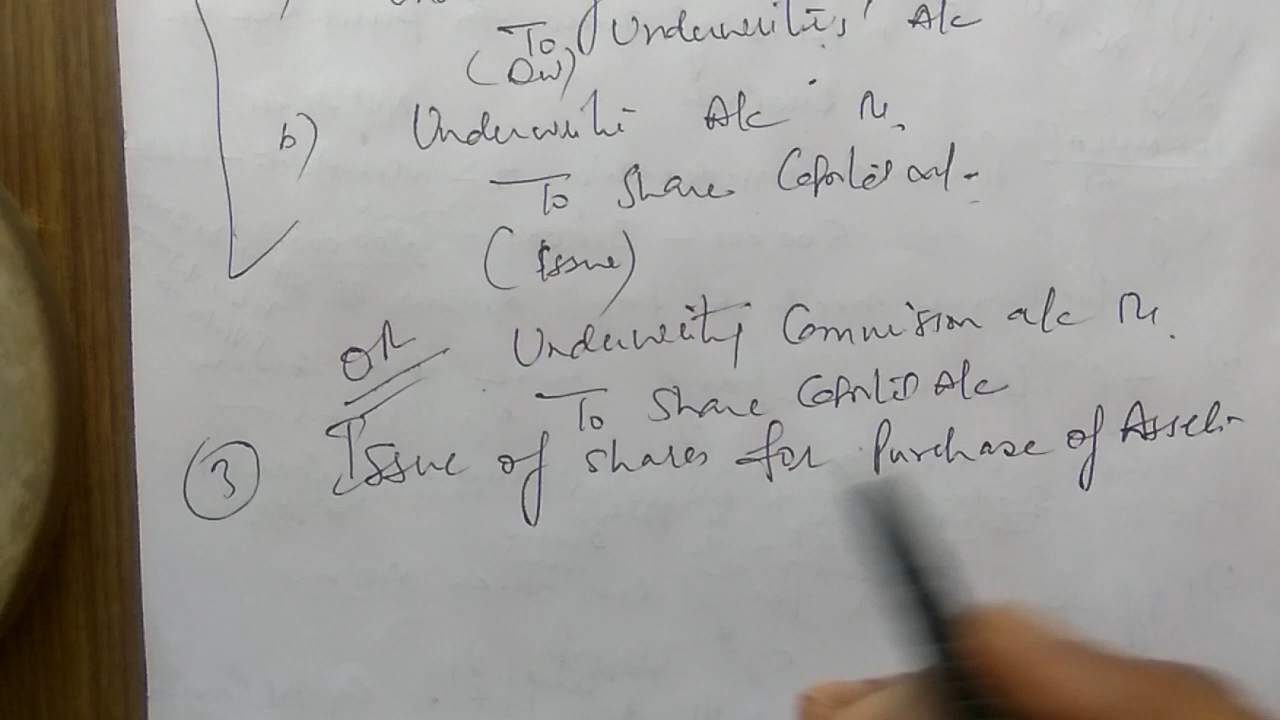 To Underwriters' A/c
(Due)
b) Underwriter A/c Dr.
To Share Capital a/c.
(Issue)
OR Underwriting Commission a/c Dr.
To Share Capital A/c
③ Issue of shares for Purchase of Assets